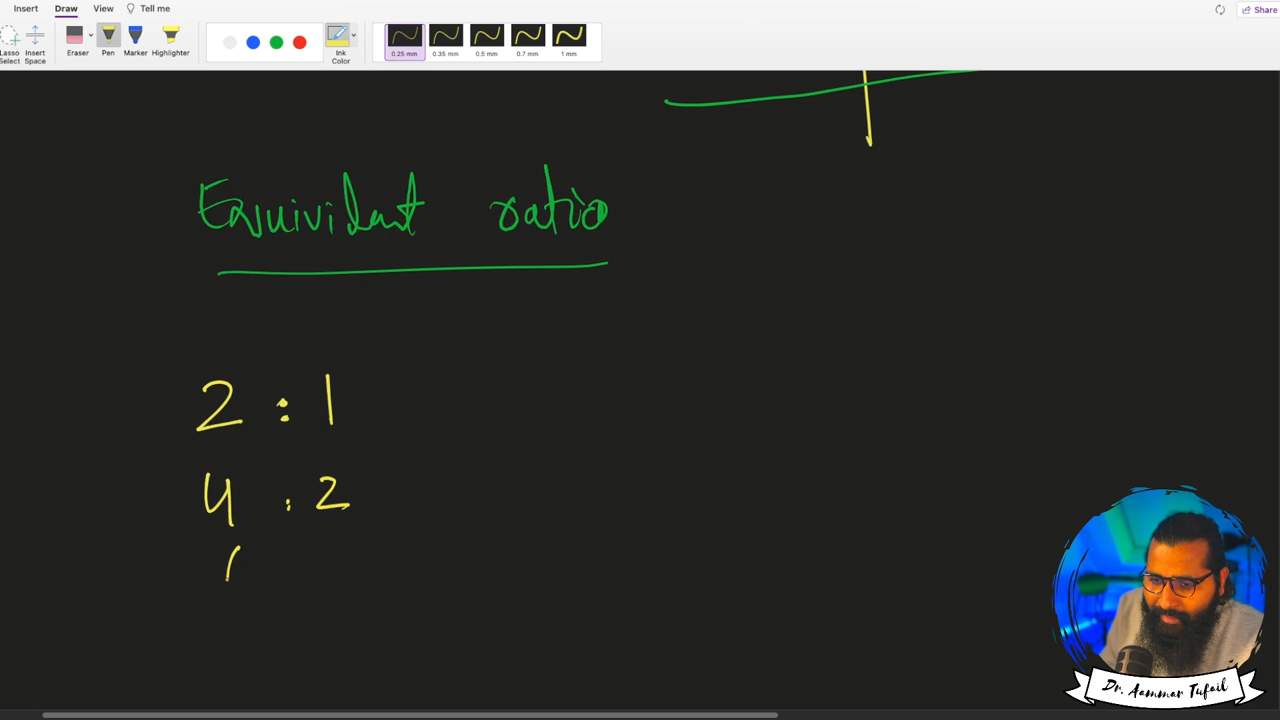 Insert Draw View Tell me
Share
Lasso Select
Insert Space
Eraser
Pen
Marker
Highlighter
Ink Color
0.25 mm
0.35 mm
0.5 mm
0.7 mm
1 mm
Equivilent ratio
2 : 1
4 : 2
Dr. Aammar Tufail